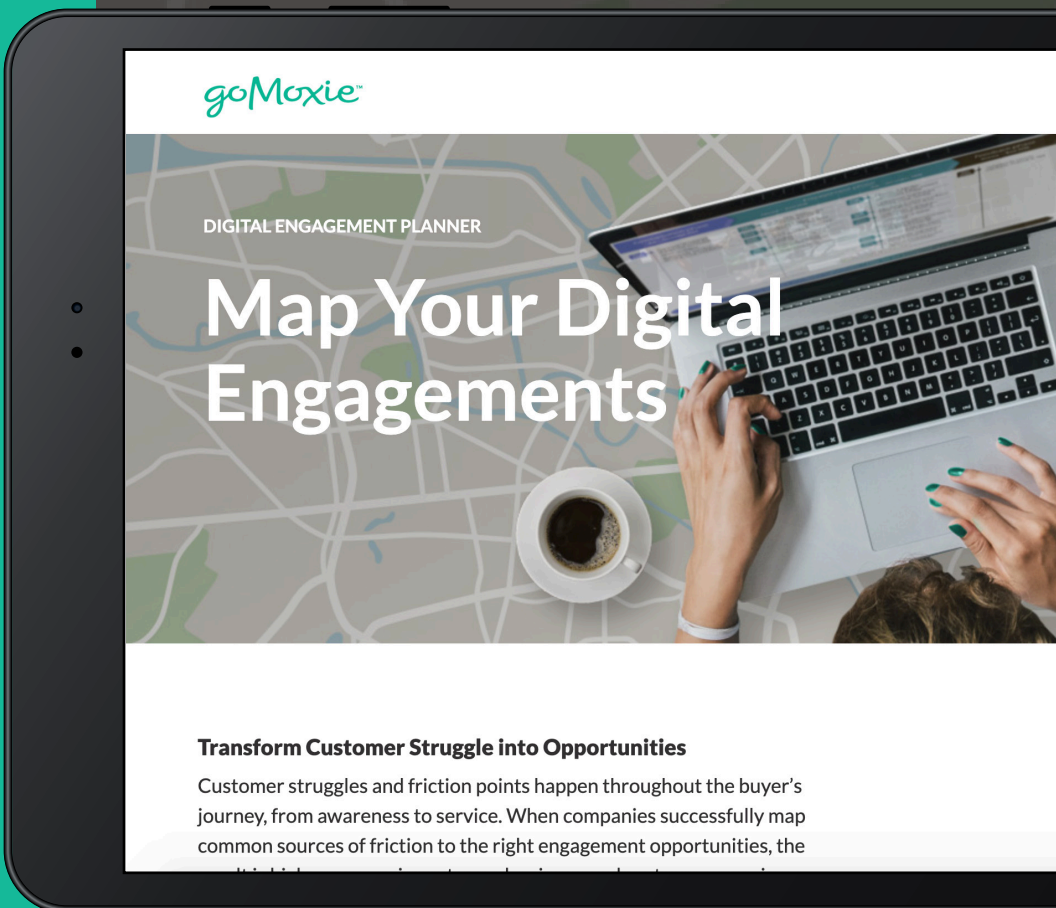 goMoxie™
DIGITAL ENGAGEMENT PLANNER
Map Your Digital
Engagements
Transform Customer Struggle into Opportunities
Customer struggles and friction points happen throughout the buyer's
journey, from awareness to service. When companies successfully map
common sources of friction to the right engagement opportunities, the